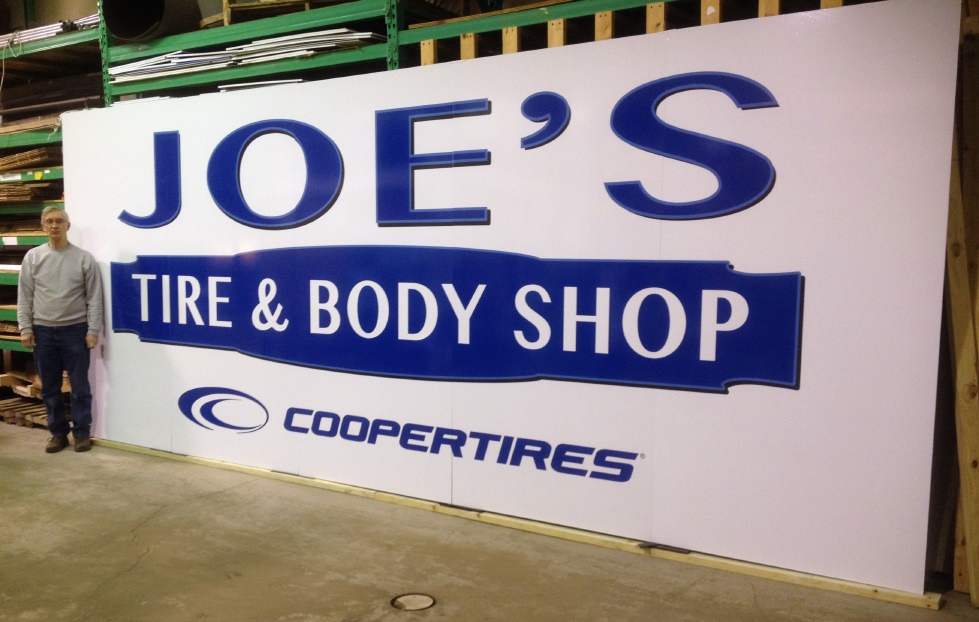 JOE'S
TIRE & BODY SHOP
COOPERTIRES®